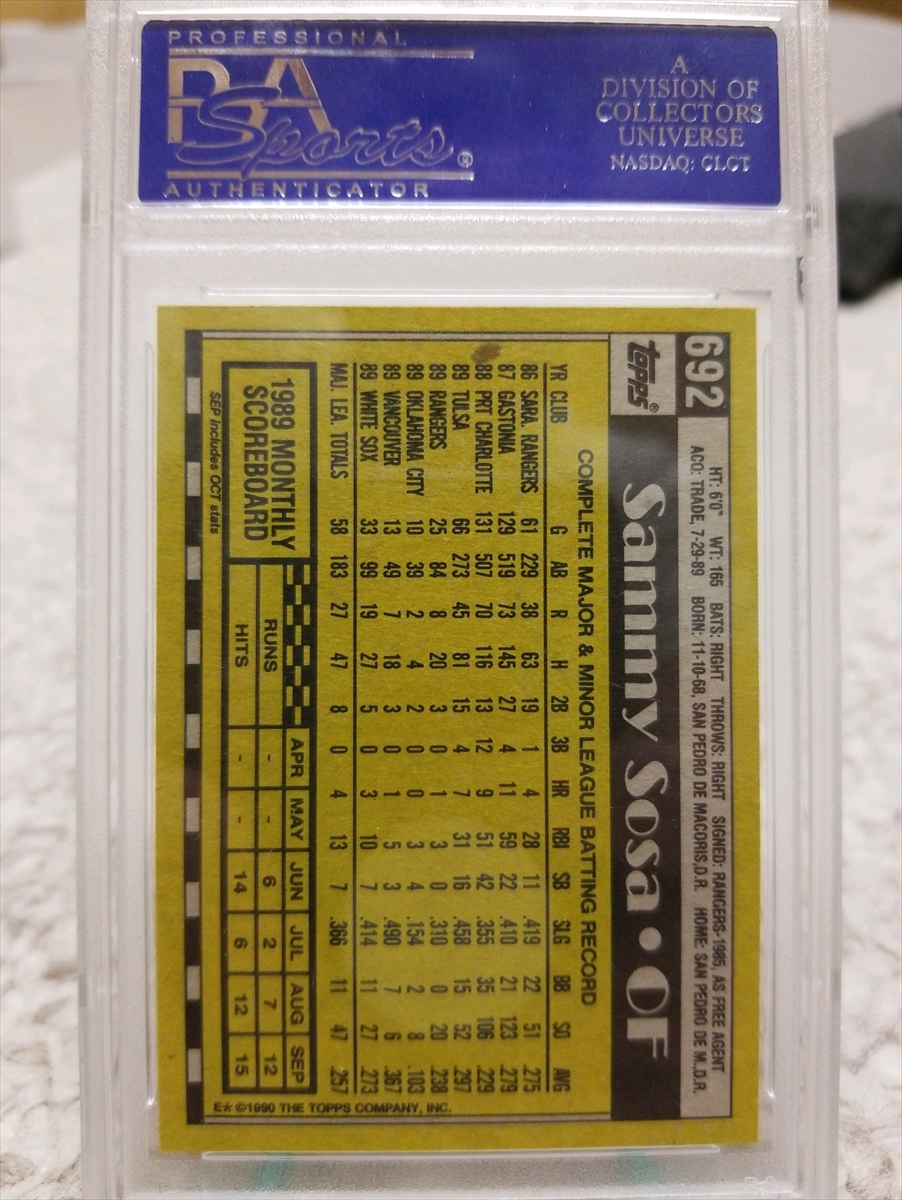 PROFESSIONAL
PSA
Sports®
AUTHENTICATOR
A
DIVISION OF
COLLECTORS
UNIVERSE
NASDAQ: CLCT
692
HT: 6'0" WT: 165 BATS: RIGHT THROWS: RIGHT SIGNED: RANGERS-1985, AS FREE AGENT
ACQ: TRADE, 7-29-89 BORN: 11-10-68, SAN PEDRO DE MACORIS, D.R. HOME: SAN PEDRO DE M., D.R.
topps® Sammy Sosa • OF
COMPLETE MAJOR & MINOR LEAGUE BATTING RECORD
YR CLUB G AB R H 2B 3B HR RBI SB SLG BB SO AVG
86 SARA. RANGERS 61 229 38 63 19 1 4 28 11 .419 22 51 .275
87 GASTONIA 129 519 73 145 27 4 11 59 22 .410 21 123 .279
88 PRT CHARLOTTE 131 507 70 116 13 12 9 51 42 .355 35 106 .229
89 TULSA 66 273 45 81 15 4 7 31 16 .458 15 52 .297
89 RANGERS 25 84 8 20 3 0 1 3 0 .310 0 20 .238
89 OKLAHOMA CITY 10 39 2 4 2 0 0 3 4 .154 2 8 .103
89 VANCOUVER 13 49 7 18 3 0 1 5 3 .490 7 6 .367
89 WHITE SOX 33 99 19 27 5 0 3 10 7 .414 11 27 .273
MAJ. LEA. TOTALS 58 183 27 47 8 0 4 13 7 .366 11 47 .257
1989 MONTHLY
SCOREBOARD
APR MAY JUN JUL AUG SEP
RUNS - - 6 2 7 12
HITS - - 14 6 12 15
SEP includes OCT stats
E* ©1990 THE TOPPS COMPANY, INC.